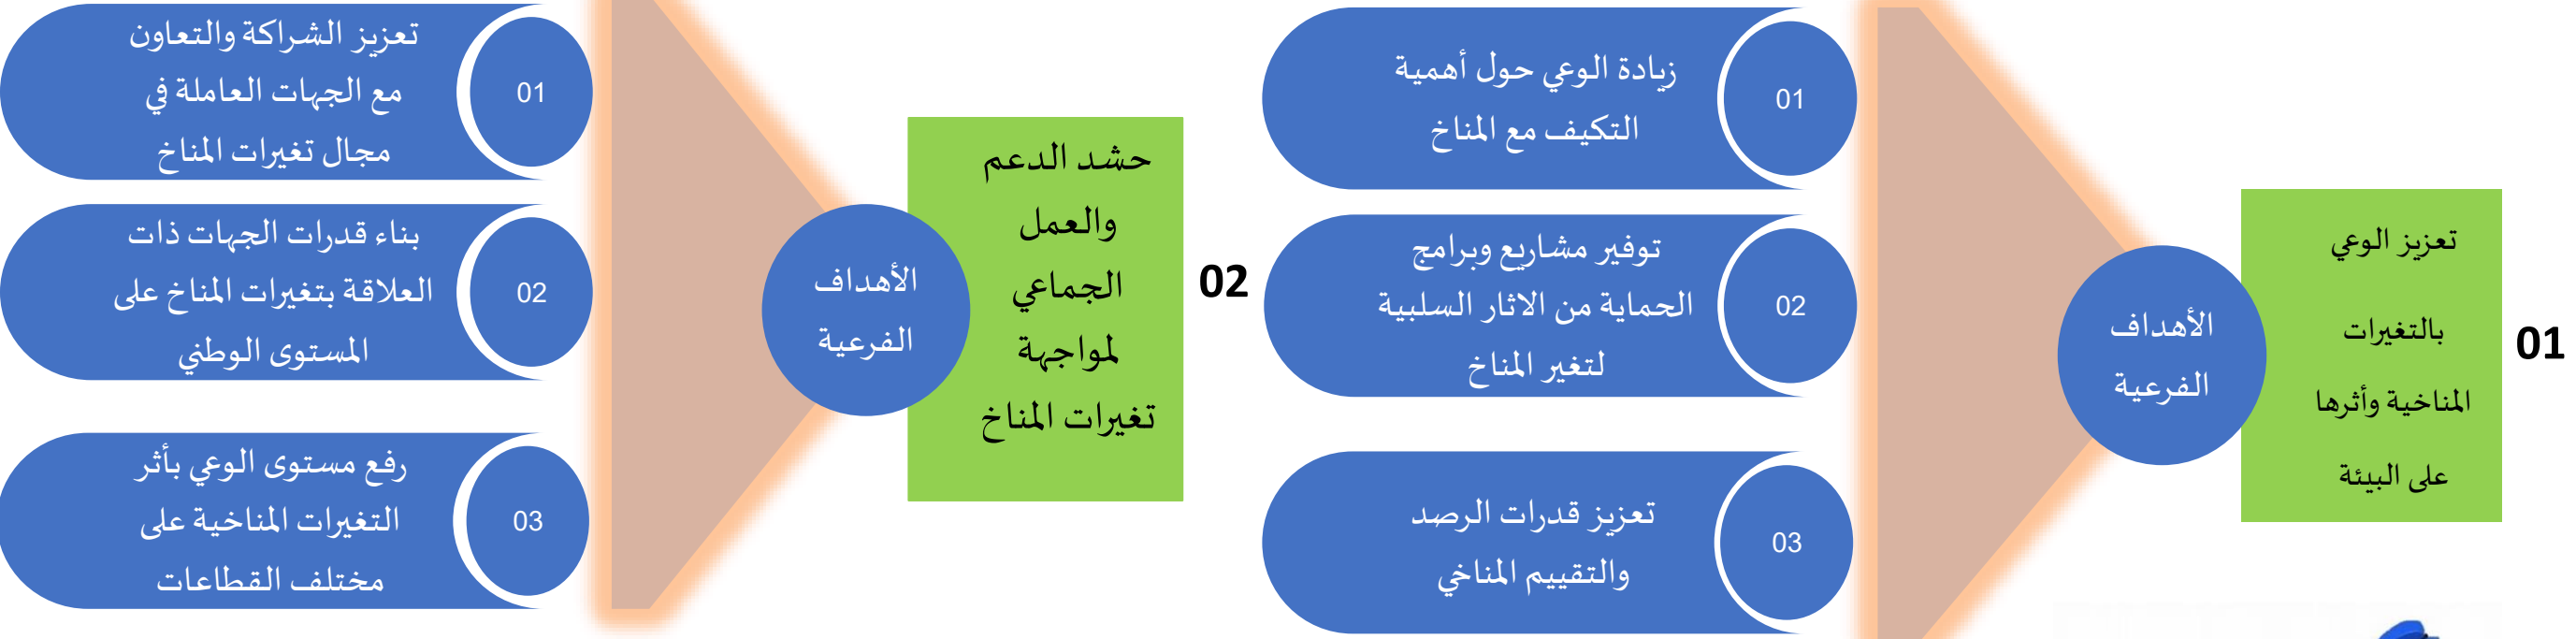 01
تعزيز الوعي
بالتغيرات
المناخية وأثرها
على البيئة
الأهداف
الفرعية
01
زيادة الوعي حول أهمية
التكيف مع المناخ
02
توفير مشاريع وبرامج
الحماية من الاثار السلبية
لتغير المناخ
03
تعزيز قدرات الرصد
والتقييم المناخي
02
حشد الدعم
والعمل
الجماعي
لمواجهة
تغيرات المناخ
الأهداف
الفرعية
01
تعزيز الشراكة والتعاون
مع الجهات العاملة في
مجال تغيرات المناخ
02
بناء قدرات الجهات ذات
العلاقة بتغيرات المناخ على
المستوى الوطني
03
رفع مستوى الوعي بأثر
التغيرات المناخية على
مختلف القطاعات